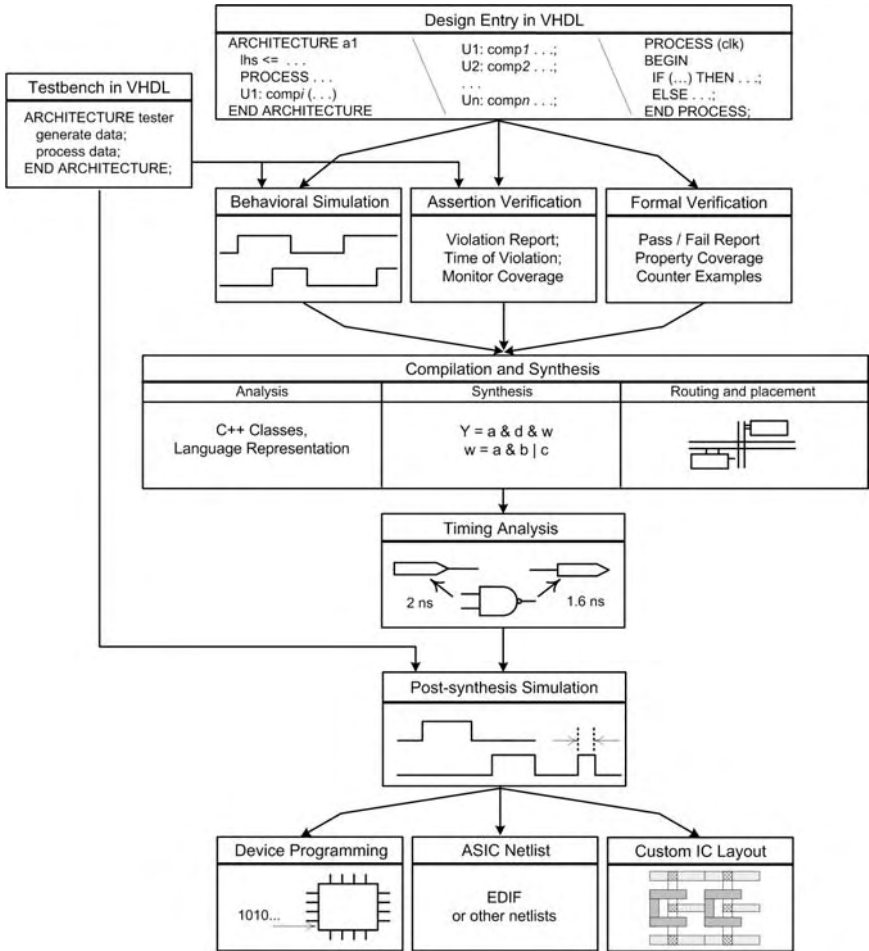 Design Entry in VHDL
ARCHITECTURE a1
lhs <= . . .
PROCESS . . .
U1: compi (. . .)
END ARCHITECTURE
U1: comp1 . . .;
U2: comp2 . . .;
. . .
Un: compn . . .;
PROCESS (clk)
BEGIN
IF (...) THEN . . .;
ELSE . . .;
END PROCESS;
Testbench in VHDL
ARCHITECTURE tester
generate data;
process data;
END ARCHITECTURE;
Behavioral Simulation
Assertion Verification
Violation Report;
Time of Violation;
Monitor Coverage
Formal Verification
Pass / Fail Report
Property Coverage
Counter Examples
Compilation and Synthesis
Analysis
Synthesis
Routing and placement
C++ Classes,
Language Representation
Y = a & d & w
w = a & b | c
Timing Analysis
2 ns
1.6 ns
Post-synthesis Simulation
Device Programming
1010...
ASIC Netlist
EDIF
or other netlists
Custom IC Layout